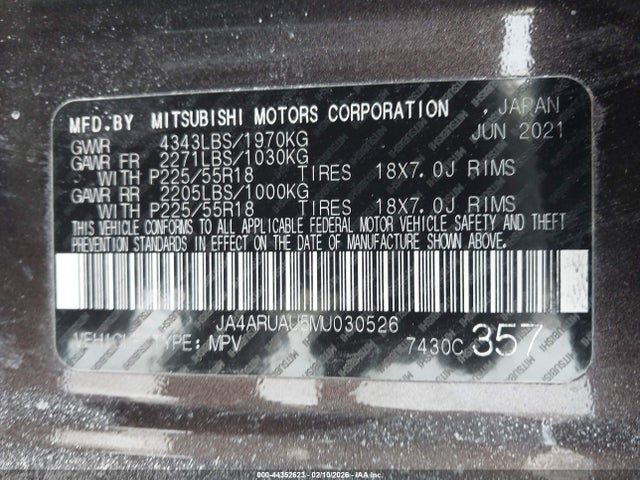 MFD.BY MITSUBISHI MOTORS CORPORATION , JAPAN
GVWR 4343LBS/1970KG JUN 2021
GAWR FR 2271LBS/1030KG
WITH P225/55R18 TIRES 18X7.0J RIMS
GAWR RR 2205LBS/1000KG
WITH P225/55R18 TIRES 18X7.0J RIMS
THIS VEHICLE CONFORMS TO ALL APPLICABLE FEDERAL MOTOR VEHICLE SAFETY AND THEFT
PREVENTION STANDARDS IN EFFECT ON THE DATE OF MANUFACTURE SHOWN ABOVE.
JA4ARUAU5MU030526
VEHICLE TYPE: MPV 7430C 357
000-44352623 - 02/10/2026 - IAA Inc.